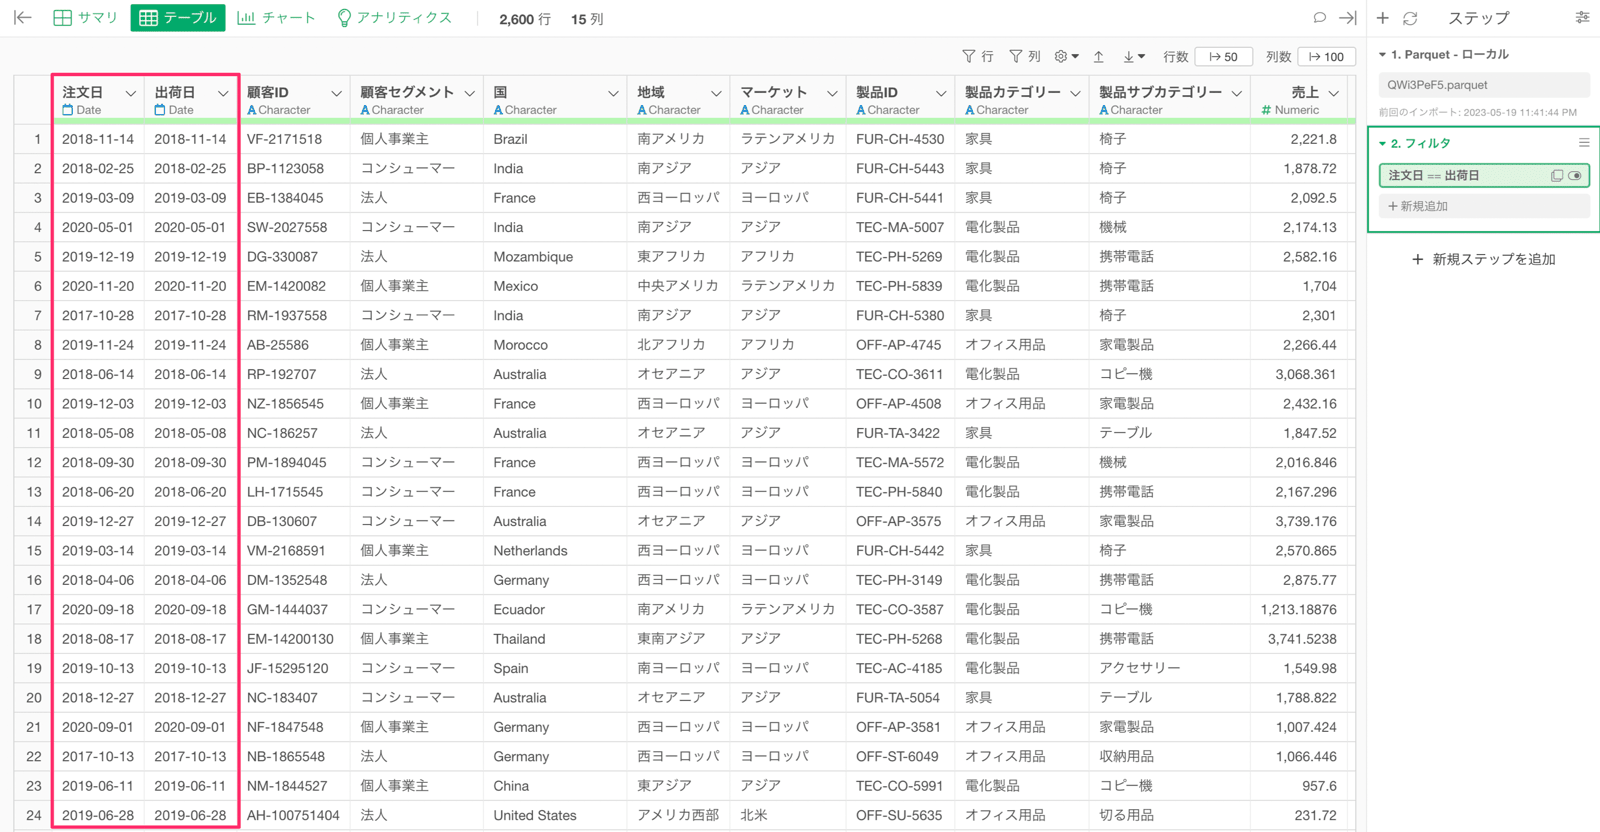 サマリ テーブル チャート アナリティクス 2,600 行 15 列
ステップ
行 列 行数 50 列数 100
注文日 出荷日 顧客ID 顧客セグメント 国 地域 マーケット 製品ID 製品カテゴリー 製品サブカテゴリー 売上
Date Date Character Character Character Character Character Character Character Character # Numeric
1 2018-11-14 2018-11-14 VF-2171518 個人事業主 Brazil 南アメリカ ラテンアメリカ FUR-CH-4530 家具 椅子 2,221.8
2 2018-02-25 2018-02-25 BP-1123058 コンシューマー India 南アジア アジア FUR-CH-5443 家具 椅子 1,878.72
3 2019-03-09 2019-03-09 EB-1384045 法人 France 西ヨーロッパ ヨーロッパ FUR-CH-5441 家具 椅子 2,092.5
4 2020-05-01 2020-05-01 SW-2027558 コンシューマー India 南アジア アジア TEC-MA-5007 電化製品 機械 2,174.13
5 2019-12-19 2019-12-19 DG-330087 法人 Mozambique 東アフリカ アフリカ TEC-PH-5269 電化製品 携帯電話 2,582.16
6 2020-11-20 2020-11-20 EM-1420082 個人事業主 Mexico 中央アメリカ ラテンアメリカ TEC-PH-5839 電化製品 携帯電話 1,704
7 2017-10-28 2017-10-28 RM-1937558 コンシューマー India 南アジア アジア FUR-CH-5380 家具 椅子 2,301
8 2019-11-24 2019-11-24 AB-25586 個人事業主 Morocco 北アフリカ アフリカ OFF-AP-4745 オフィス用品 家電製品 2,266.44
9 2018-06-14 2018-06-14 RP-192707 法人 Australia オセアニア アジア TEC-CO-3611 電化製品 コピー機 3,068.361
10 2019-12-03 2019-12-03 NZ-1856545 個人事業主 France 西ヨーロッパ ヨーロッパ OFF-AP-4508 オフィス用品 家電製品 2,432.16
11 2018-05-08 2018-05-08 NC-186257 法人 Australia オセアニア アジア FUR-TA-3422 家具 テーブル 1,847.52
12 2018-09-30 2018-09-30 PM-1894045 コンシューマー France 西ヨーロッパ ヨーロッパ TEC-MA-5572 電化製品 機械 2,016.846
13 2018-06-20 2018-06-20 LH-1715545 コンシューマー France 西ヨーロッパ ヨーロッパ TEC-PH-5840 電化製品 携帯電話 2,167.296
14 2019-12-27 2019-12-27 DB-130607 コンシューマー Australia オセアニア アジア OFF-AP-3575 オフィス用品 家電製品 3,739.176
15 2019-03-14 2019-03-14 VM-2168591 個人事業主 Netherlands 西ヨーロッパ ヨーロッパ FUR-CH-5442 家具 椅子 2,570.865
16 2018-04-06 2018-04-06 DM-1352548 法人 Germany 西ヨーロッパ ヨーロッパ TEC-PH-3149 電化製品 携帯電話 2,875.77
17 2020-09-18 2020-09-18 GM-1444037 コンシューマー Ecuador 南アメリカ ラテンアメリカ TEC-CO-3587 電化製品 コピー機 1,213.18876
18 2018-08-17 2018-08-17 EM-14200130 個人事業主 Thailand 東南アジア アジア TEC-PH-5268 電化製品 携帯電話 3,741.5238
19 2019-10-13 2019-10-13 JF-15295120 コンシューマー Spain 南ヨーロッパ ヨーロッパ TEC-AC-4185 電化製品 アクセサリー 1,549.98
20 2018-12-27 2018-12-27 NC-183407 コンシューマー Australia オセアニア アジア FUR-TA-5054 家具 テーブル 1,788.822
21 2020-09-01 2020-09-01 NF-1847548 個人事業主 Germany 西ヨーロッパ ヨーロッパ OFF-AP-3581 オフィス用品 家電製品 1,007.424
22 2017-10-13 2017-10-13 NB-1865548 法人 Germany 西ヨーロッパ ヨーロッパ OFF-ST-6049 オフィス用品 収納用品 1,066.446
23 2019-06-11 2019-06-11 NM-1844527 個人事業主 China 東アジア アジア TEC-CO-5991 電化製品 コピー機 957.6
24 2019-06-28 2019-06-28 AH-100751404 法人 United States アメリカ西部 北米 OFF-SU-5635 オフィス用品 切る用品 231.72
1. Parquet - ローカル
QWi3PeF5.parquet
前回のインポート: 2023-05-19 11:41:44 PM
2. フィルタ
注文日 == 出荷日
+ 新規追加
+ 新規ステップを追加